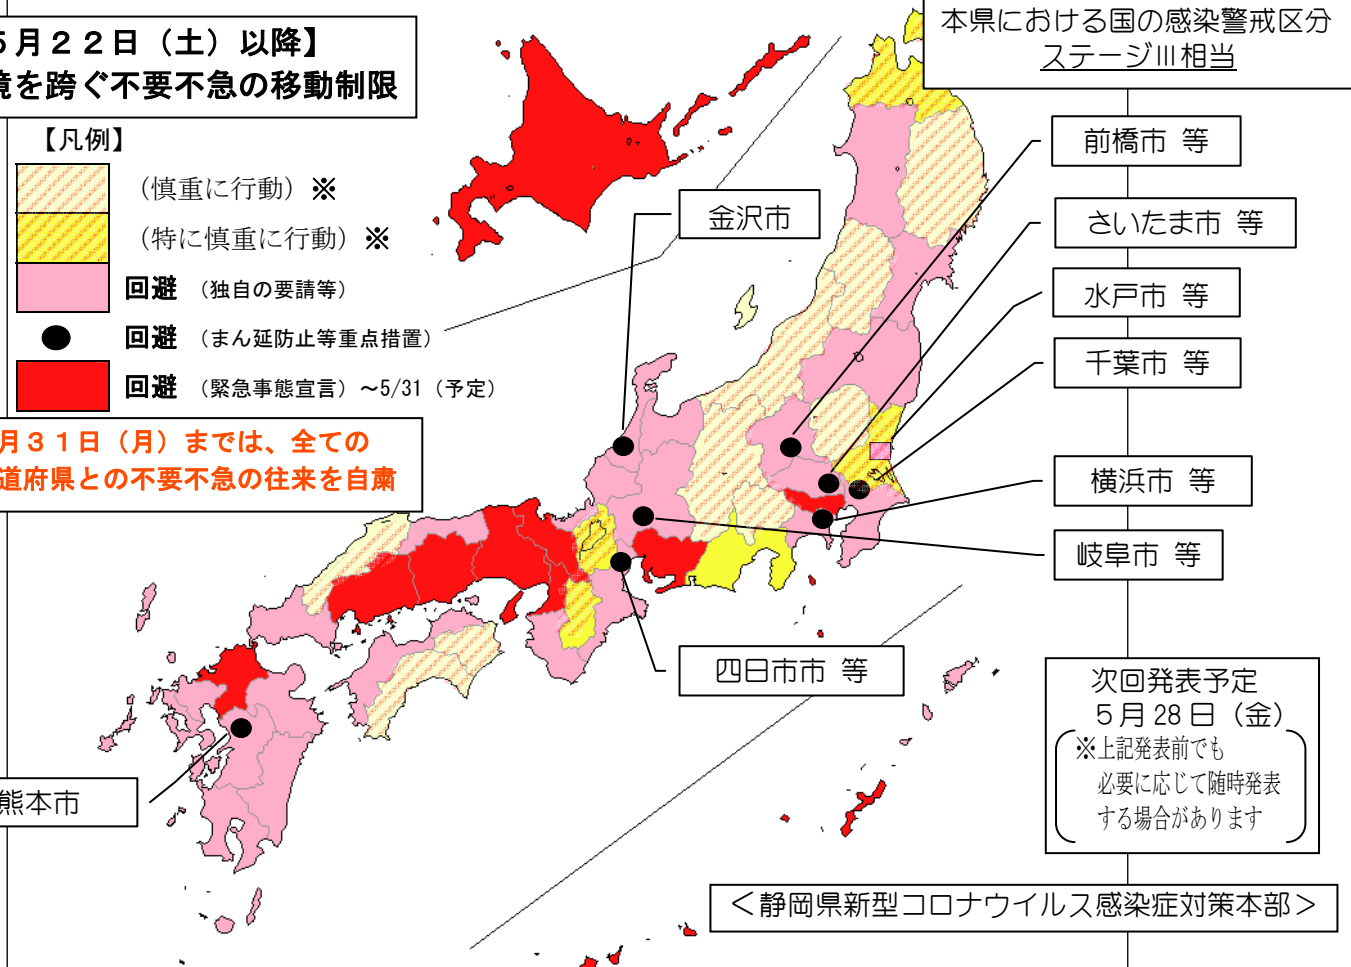 ５月２２日（土）以降】
境を跨ぐ不要不急の移動制限
本県における国の感染警戒区分
ステージⅢ相当
【凡例】
（慎重に行動）※
（特に慎重に行動）※
回避（独自の要請等）
回避（まん延防止等重点措置）
回避（緊急事態宣言）～5/31（予定）
月３１日（月）までは、全ての
道府県との不要不急の往来を自粛
金沢市
前橋市 等
さいたま市 等
水戸市 等
千葉市 等
横浜市 等
岐阜市 等
四日市市 等
熊本市
次回発表予定
５月28日（金）
※上記発表前でも
必要に応じて随時発表
する場合があります
＜静岡県新型コロナウイルス感染症対策本部＞